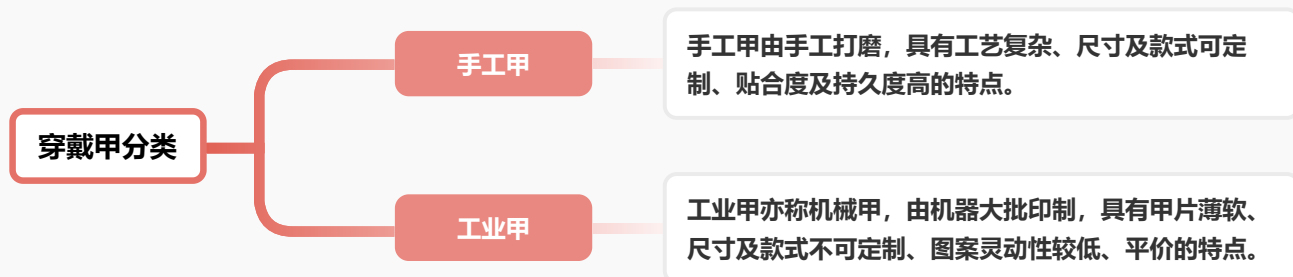 穿戴甲分类
手工甲
手工甲由手工打磨，具有工艺复杂、尺寸及款式可定
制、贴合度及持久度高的特点。
工业甲
工业甲亦称机械甲，由机器大批印制，具有甲片薄软、
尺寸及款式不可定制、图案灵动性较低、平价的特点。